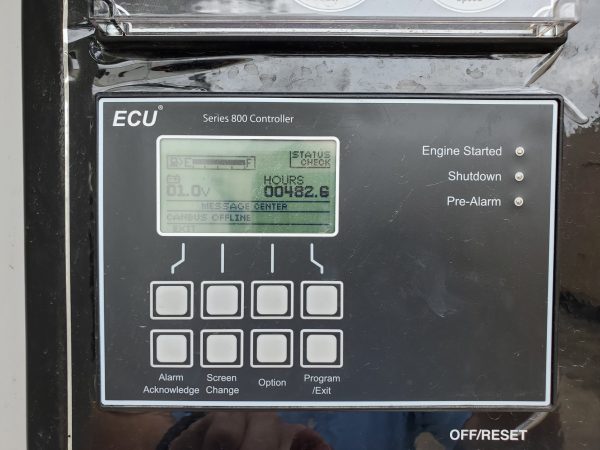 ECU®
Series 800 Controller
E F
STATUS
CHECK
HOURS
01.0V
00482.6
MESSAGE CENTER
CANBUS OFFLINE
EXIT
Engine Started
Shutdown
Pre-Alarm
Alarm
Acknowledge
Screen
Change
Option
Program
/Exit
OFF/RESET